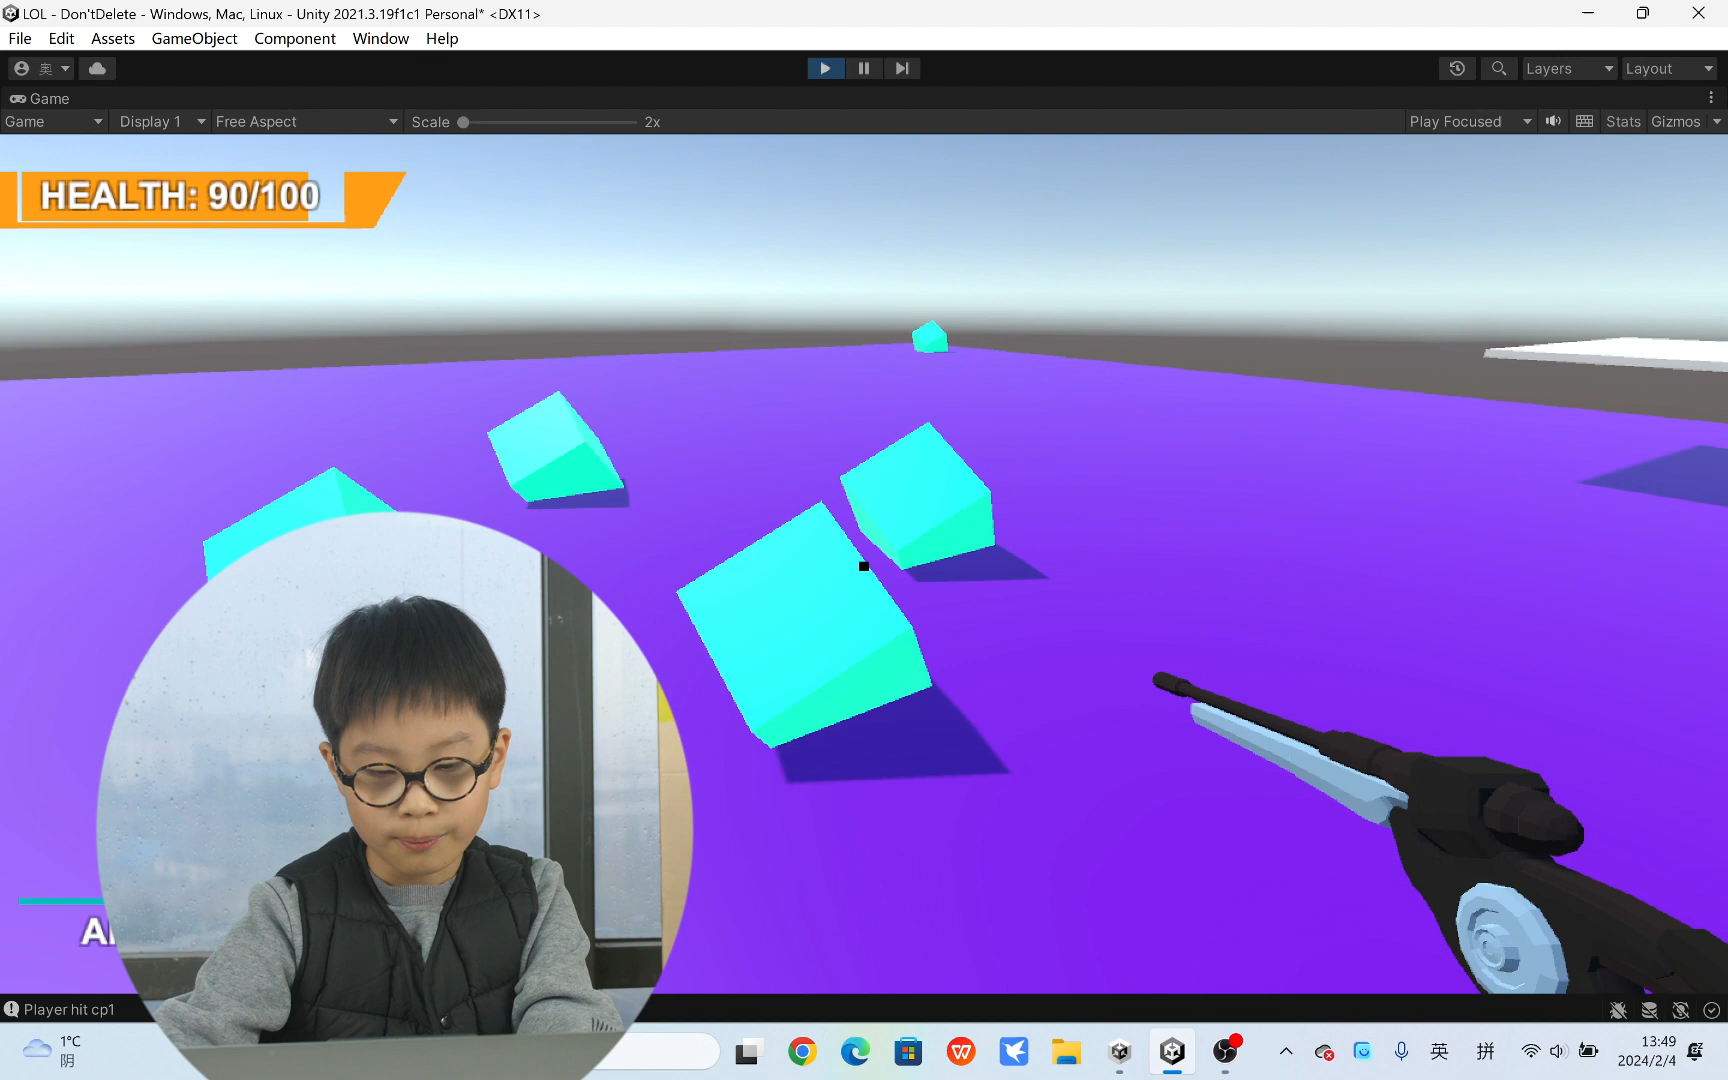 LOL - Don'tDelete - Windows, Mac, Linux - Unity 2021.3.19f1c1 Personal* <DX11>
File Edit Assets GameObject Component Window Help
奥 Layers Layout
Game
Game Display 1 Free Aspect Scale 2x Play Focused Stats Gizmos
HEALTH: 90/100
Player hit cp1
1°C
阴
英 拼
13:49
2024/2/4